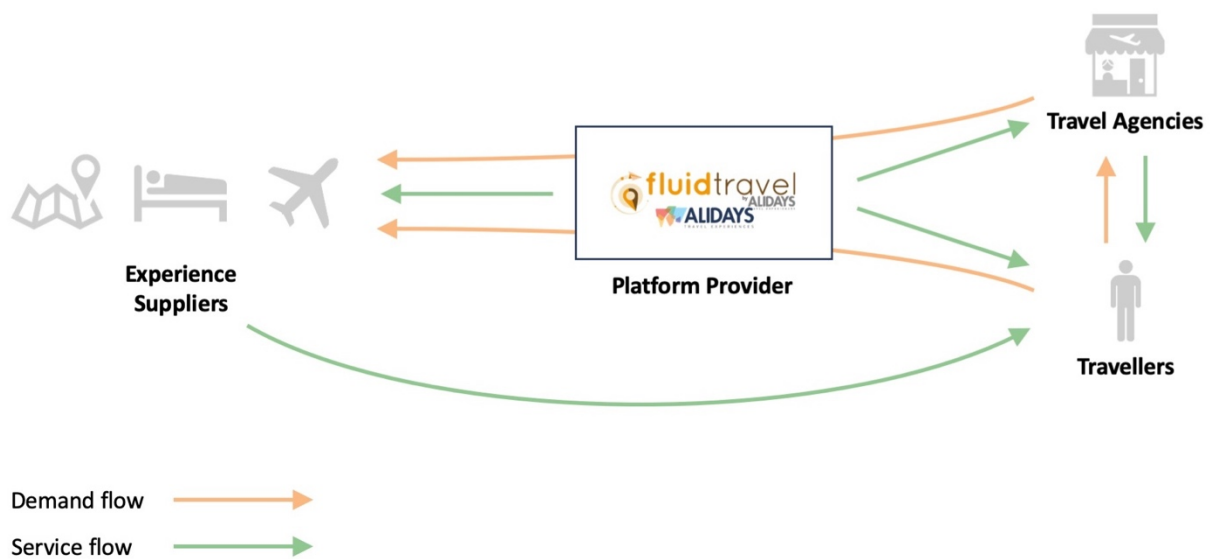 Travel Agencies
fluidtravel
by ALIDAYS
ALIDAYS
TRAVEL EXPERIENCES
Experience
Suppliers
Platform Provider
Travellers
Demand flow
Service flow